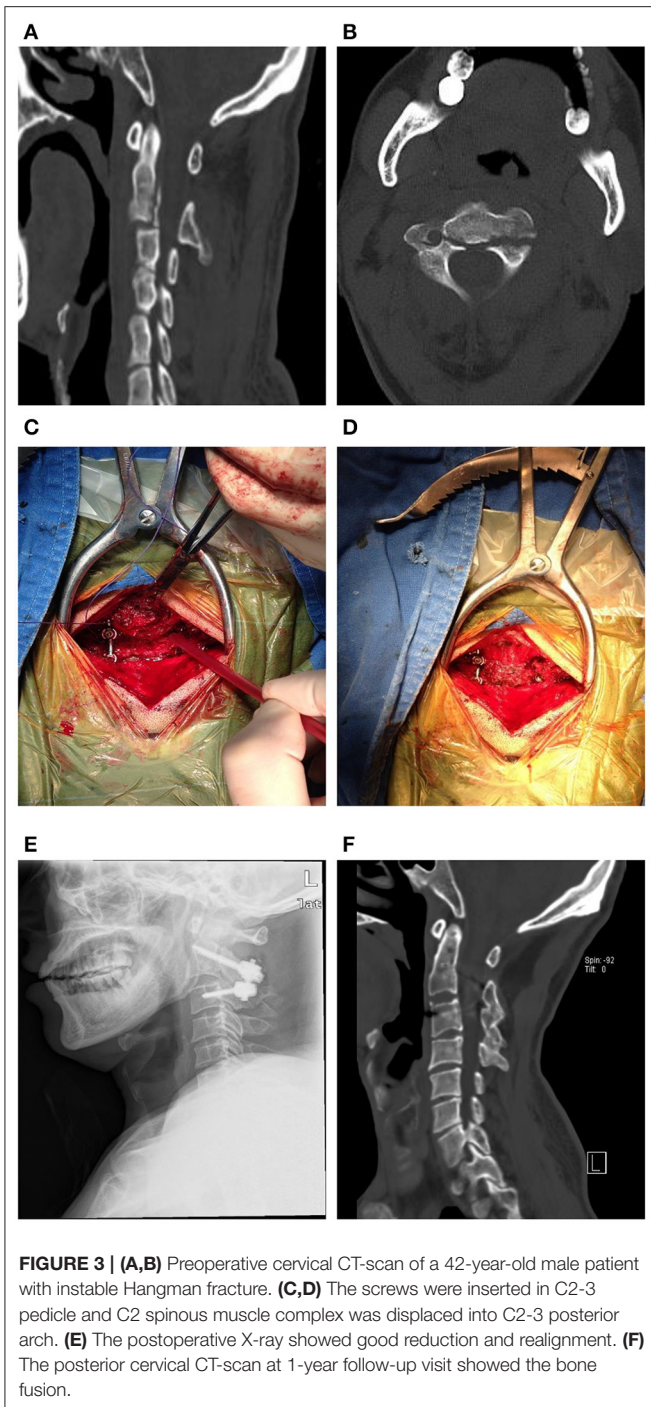 A
B
C
D
E
L
lat
F
Spin: -92
Tilt: 0
L
FIGURE 3 | (A,B) Preoperative cervical CT-scan of a 42-year-old male patient
with instable Hangman fracture. (C,D) The screws were inserted in C2-3
pedicle and C2 spinous muscle complex was displaced into C2-3 posterior
arch. (E) The postoperative X-ray showed good reduction and realignment. (F)
The posterior cervical CT-scan at 1-year follow-up visit showed the bone
fusion.